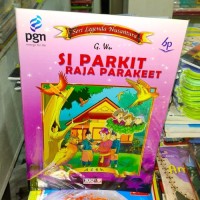 pgn
Seri Legenda Nusantara
bp
G. Wu
SI PARKIT
RAJA PARAKEET